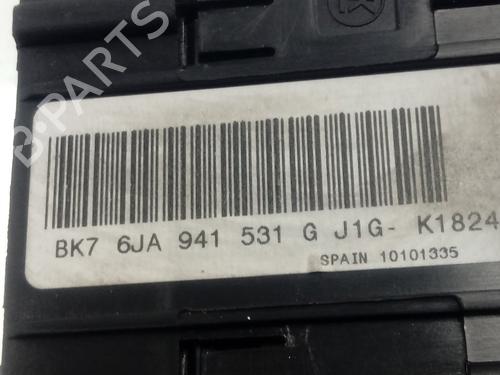 B-PARTS
BK7 6JA 941 531 G J1G- K1824
SPAIN 10101335